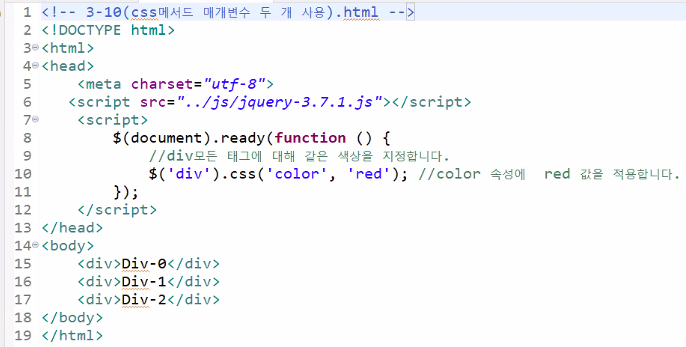 1 <!-- 3-10(css메서드 매개변수 두 개 사용).html -->
2 <!DOCTYPE html>
3 <html>
4 <head>
5     <meta charset="utf-8">
6    <script src="../js/jquery-3.7.1.js"></script>
7     <script>
8         $(document).ready(function () {
9             //div모든 태그에 대해 같은 색상을 지정합니다.
10             $('div').css('color', 'red'); //color 속성에  red 값을 적용합니다.
11         });
12     </script>
13 </head>
14 <body>
15     <div>Div-0</div>
16     <div>Div-1</div>
17     <div>Div-2</div>
18 </body>
19 </html>